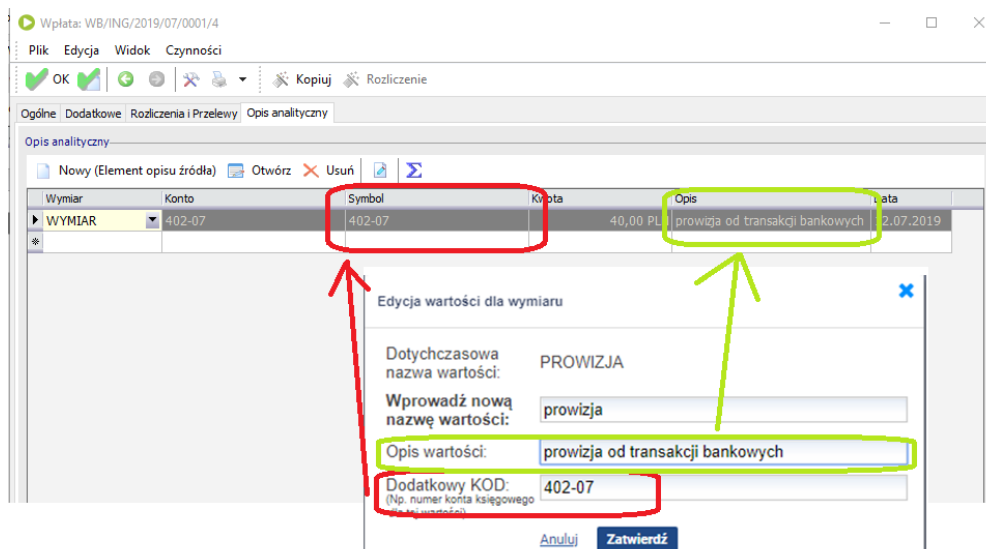 Wpłata: WB/ING/2019/07/0001/4
Plik Edycja Widok Czynności
OK Kopiuj Rozliczenie
Ogólne Dodatkowe Rozliczenia i Przelewy Opis analityczny
Opis analityczny
Nowy (Element opisu źródła) Otwórz Usuń Σ
Wymiar Konto Symbol Kwota Opis Data
WYMIAR 402-07 402-07 40,00 PLN prowizja od transakcji bankowych 2.07.2019
Edycja wartości dla wymiaru
Dotychczasowa
nazwa wartości: PROWIZJA
Wprowadź nową
nazwę wartości: prowizja
Opis wartości: prowizja od transakcji bankowych
Dodatkowy KOD: 402-07
(Np. numer konta księgowego
dla tej wartości)
Anuluj Zatwierdź